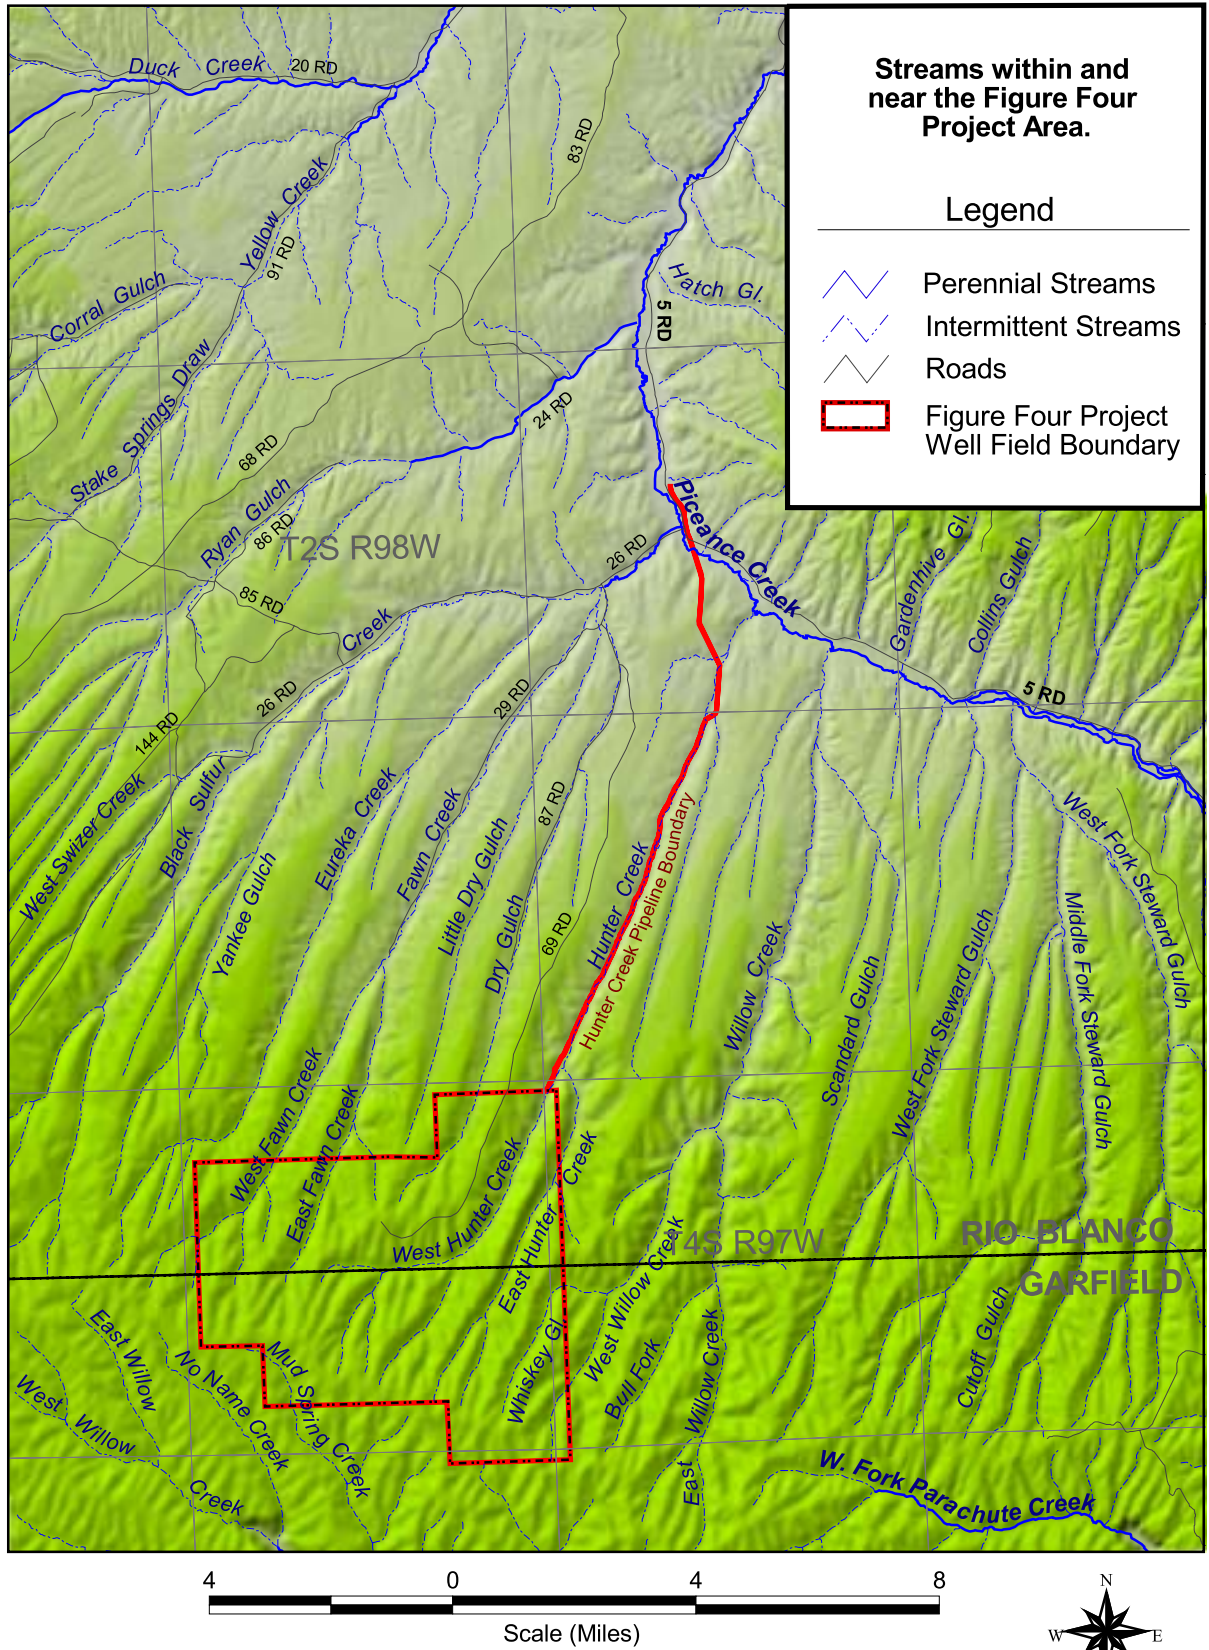 Streams within and
near the Figure Four
Project Area.
Legend
Perennial Streams
Intermittent Streams
Roads
Figure Four Project
Well Field Boundary
Duck Creek
20 RD
83 RD
Yellow Creek
91 RD
Corral Gulch
Hatch Gl.
5 RD
Stake Springs Draw
24 RD
68 RD
Ryan Gulch
86 RD
T2S R98W
Piceance Creek
26 RD
85 RD
Creek
Gardenhive Gl.
Collins Gulch
5 RD
26 RD
29 RD
144 RD
West Swizer Creek
Black Sulfur
Yankee Gulch
Eureka Creek
Fawn Creek
Little Dry Gulch
Dry Gulch
87 RD
69 RD
Hunter Creek
Hunter Creek Pipeline Boundary
Willow Creek
Scandard Gulch
West Fork Steward Gulch
Middle Fork Steward Gulch
West Fork Steward Gulch
West Fawn Creek
East Fawn Creek
West Hunter Creek
East Hunter Creek
Whiskey Gl.
West Willow Creek
T4S R97W
RIO BLANCO
GARFIELD
Bull Fork
East Willow Creek
Cutoff Gulch
East Willow
No Name Creek
Mud Spring Creek
West Willow Creek
W. Fork Parachute Creek
4 0 4 8
Scale (Miles)
N
W E